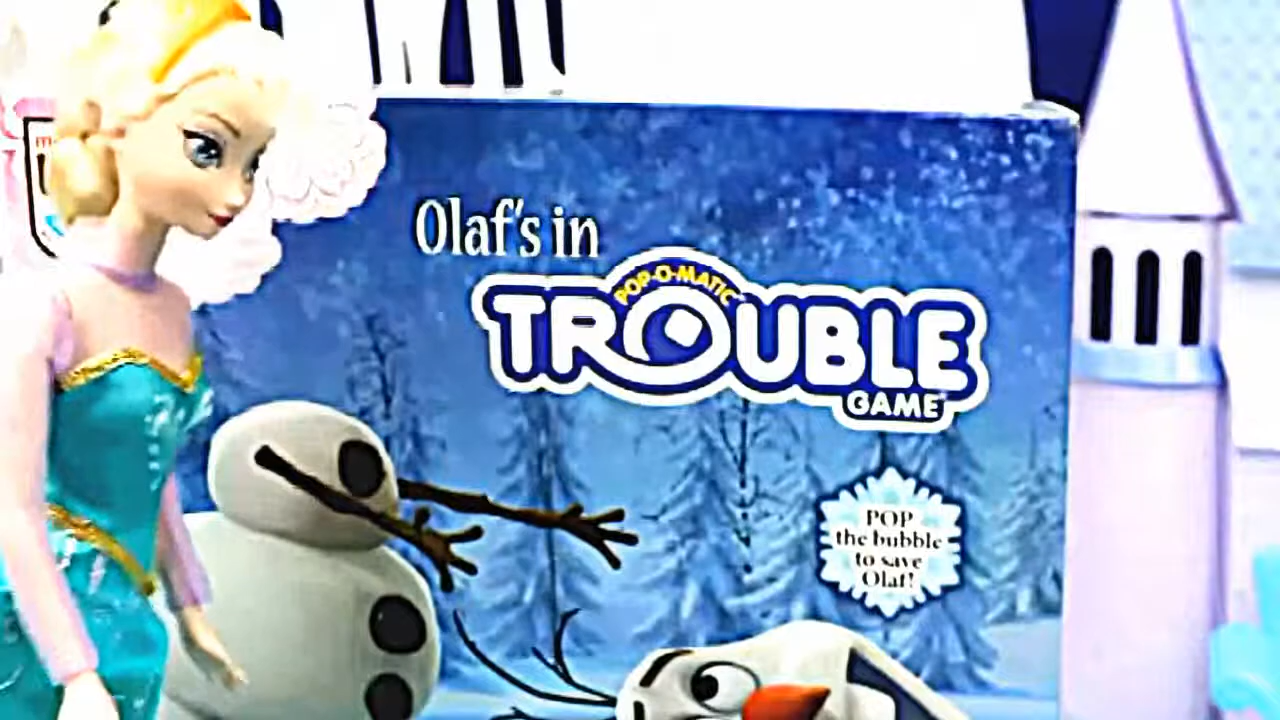 Olaf's in
POP-O-MATIC
TROUBLE
GAME
POP
the bubble
to save
Olaf!